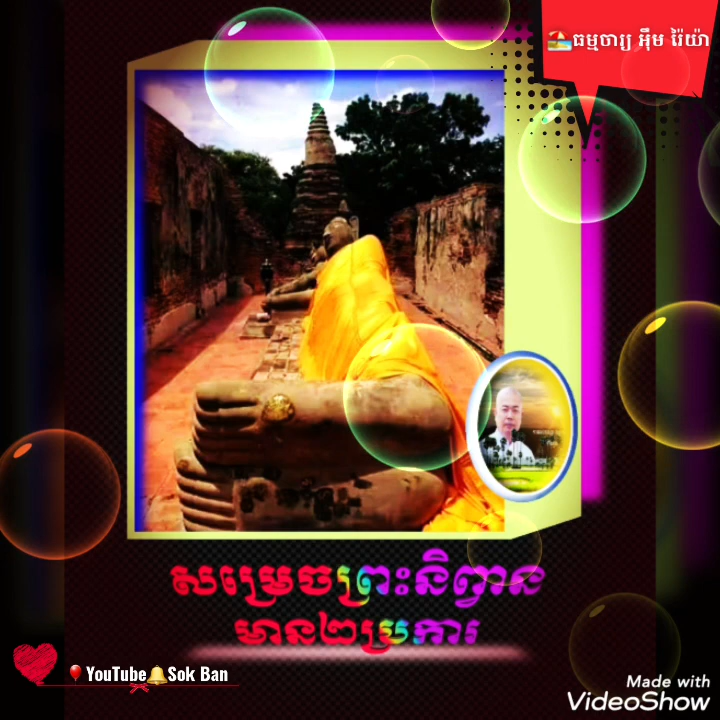 🏖️ធម្មចារ្យ អ៊ឹម រ៉ៃយ៉ា
សម្រេចព្រះនិព្វាន
មាន២ប្រការ
📍YouTube🔔Sok Ban
Made with
VideoShow